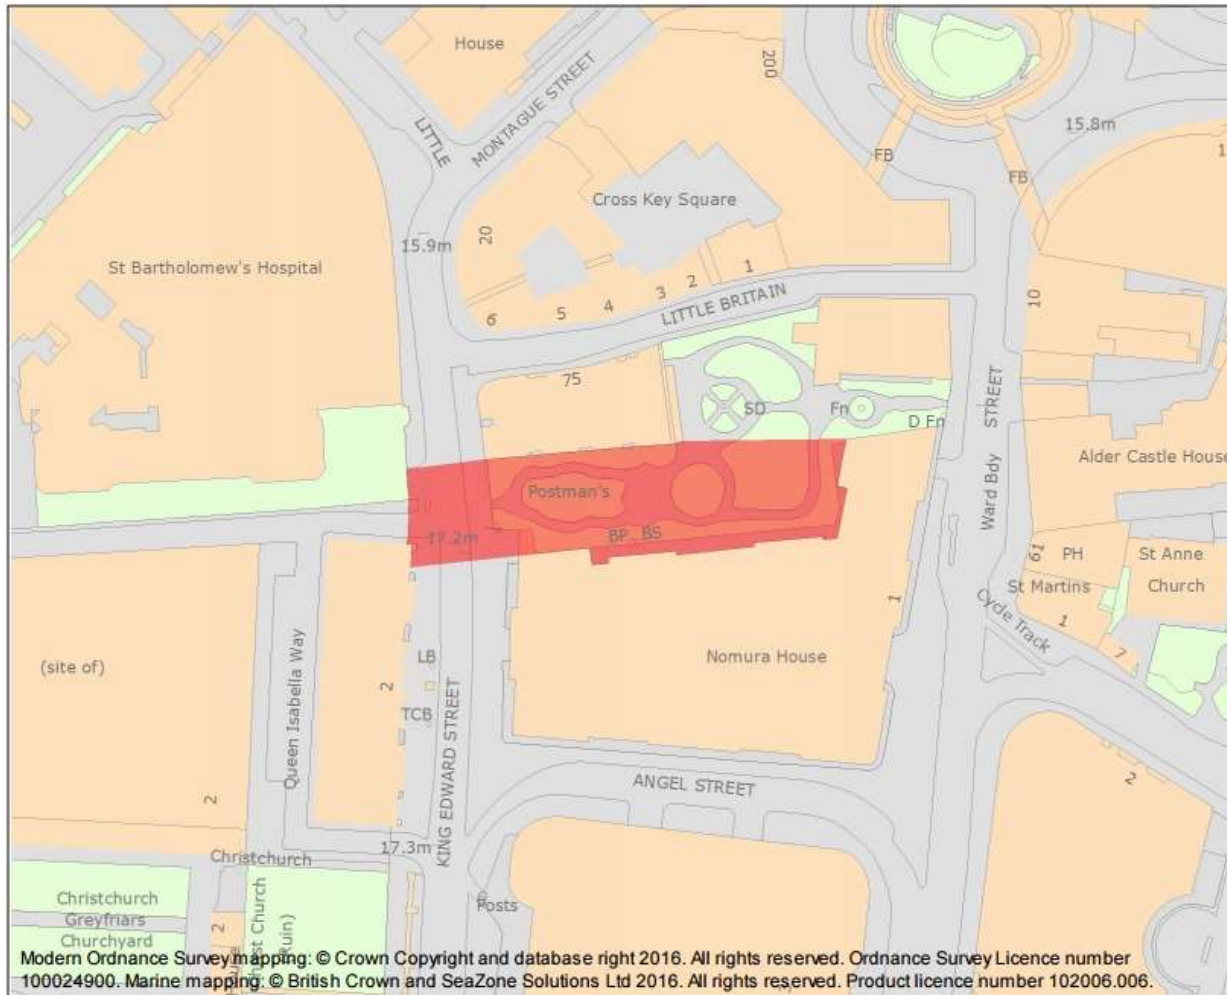 House
200
LITTLE
MONTAGUE STREET
15.8m
FB
FB
Cross Key Square
20
15.9m
St Bartholomew's Hospital
1
2
3
4
5
6
LITTLE BRITAIN
10
75
SD
Fn
D Fn
Ward Bdy
STREET
Alder Castle House
Postman's
17.2m
BP
BS
61
PH
St Anne
Church
St Martins
1
7
Cycle Track
1
Nomura House
(site of)
Queen Isabella Way
2
LB
TCB
KING EDWARD STREET
ANGEL STREET
2
2
17.3m
Christchurch
Posts
Christchurch
Greyfriars
Churchyard
2
(Ruin)
Modern Ordnance Survey mapping: © Crown Copyright and database right 2016. All rights reserved. Ordnance Survey Licence number
100024900. Marine mapping: © British Crown and SeaZone Solutions Ltd 2016. All rights reserved. Product licence number 102006.006.